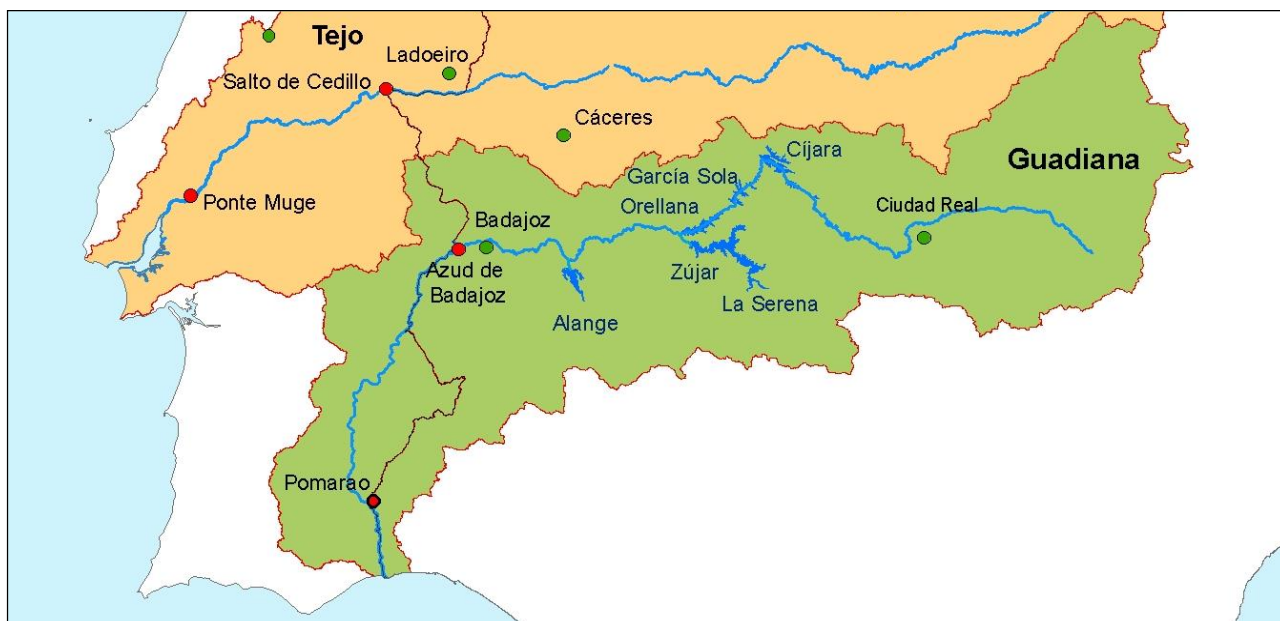 Tejo
Ladoeiro
Salto de Cedillo
Cáceres
Cíjara
Guadiana
García Sola
Ponte Muge
Orellana
Ciudad Real
Badajoz
Azud de
Badajoz
Zújar
La Serena
Alange
Pomarao